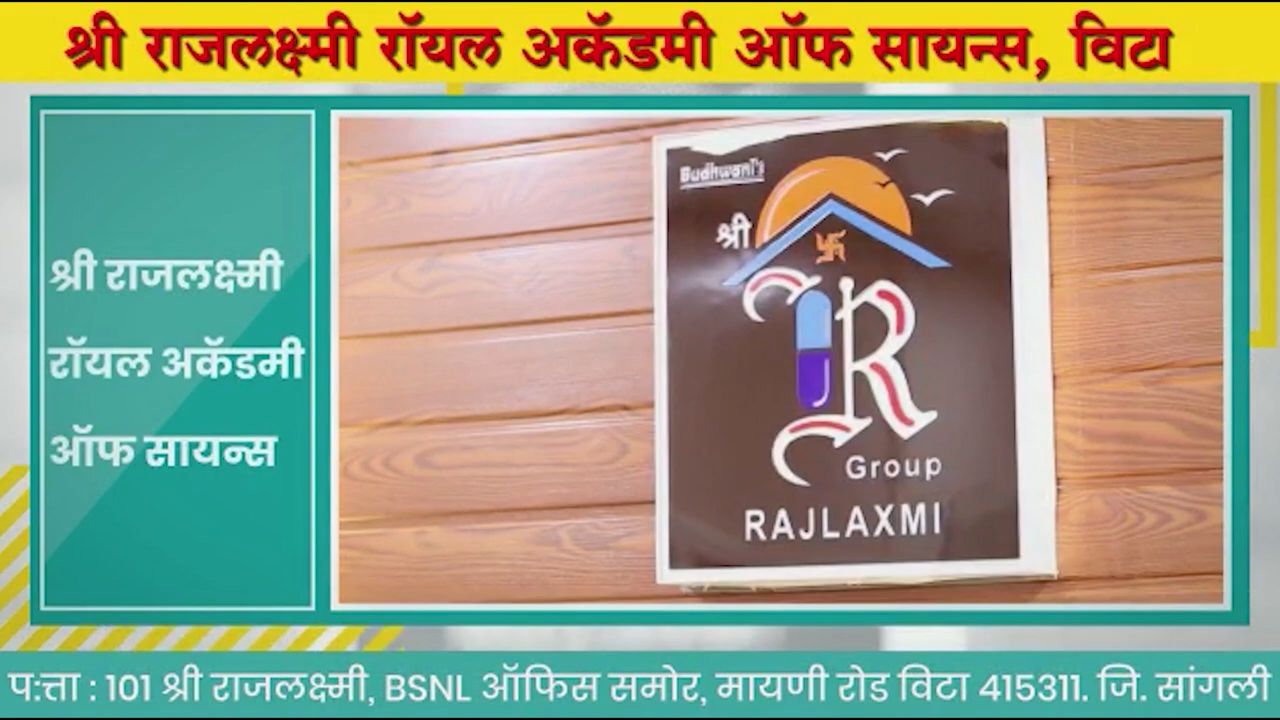 श्री राजलक्ष्मी रॉयल अकॅडमी ऑफ सायन्स, विटा
श्री राजलक्ष्मी
रॉयल अकॅडमी
ऑफ सायन्स
Budhwani's
श्री
R
Group
RAJLAXMI
प:त्ता : 101 श्री राजलक्ष्मी, BSNL ऑफिस समोर, मायणी रोड विटा 415311. जि. सांगली